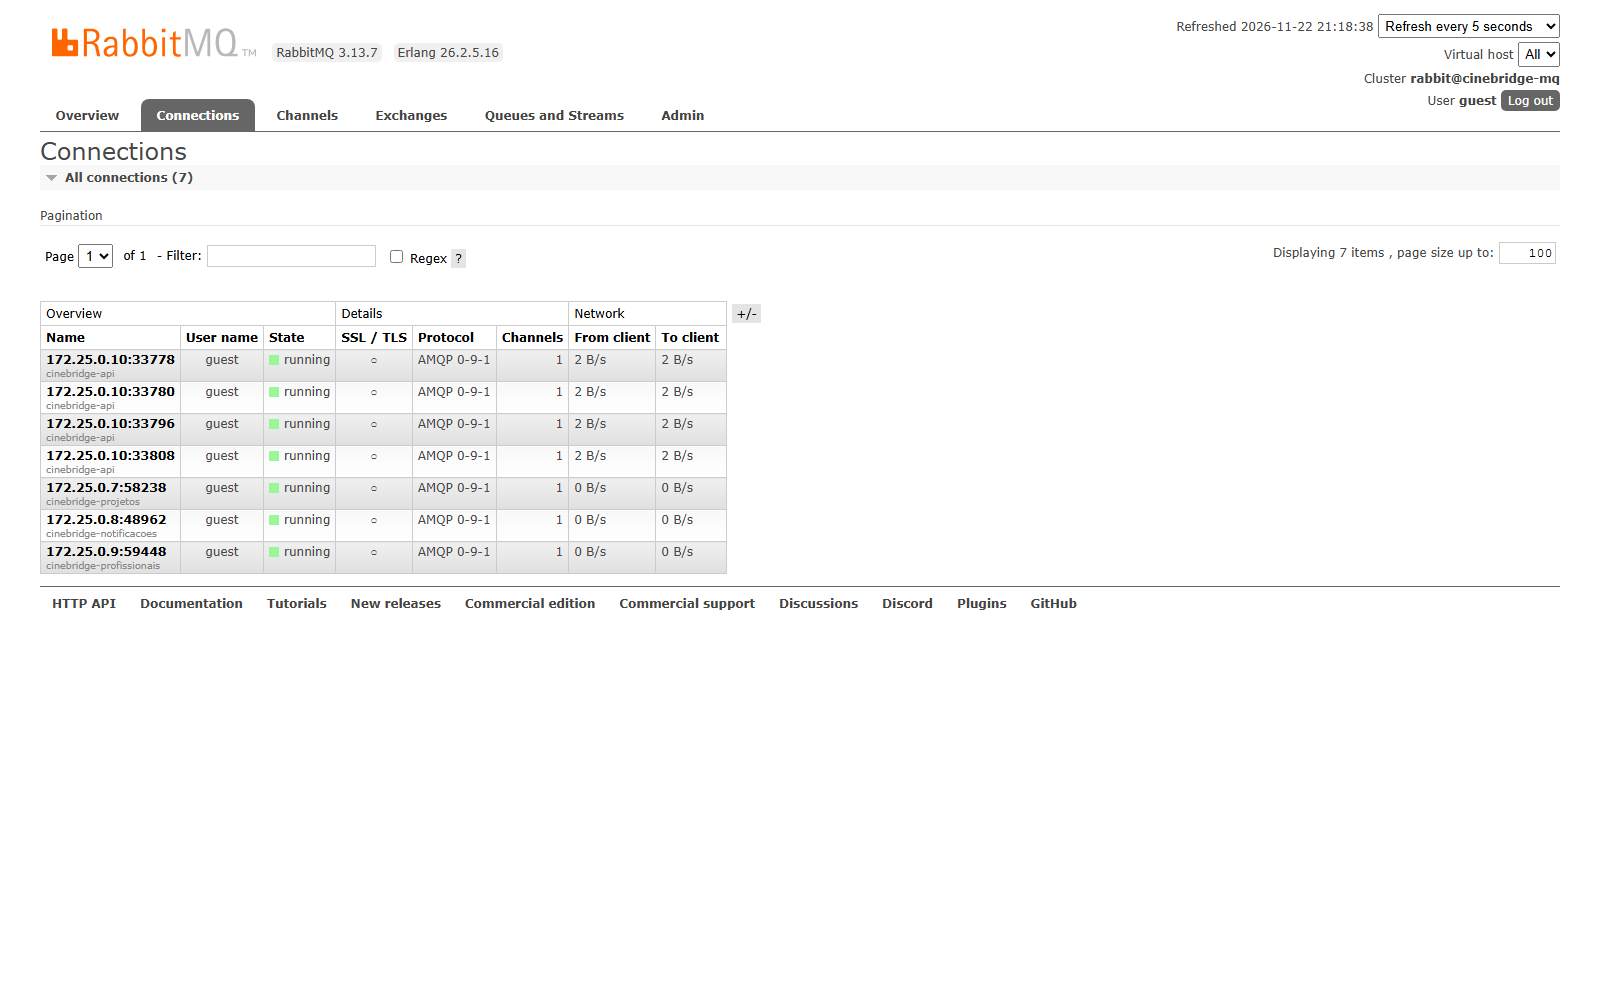 RabbitMQ TM RabbitMQ 3.13.7 Erlang 26.2.5.16
Refreshed 2026-11-22 21:18:38 Refresh every 5 seconds
Virtual host All
Cluster rabbit@cinebridge-mq
User guest Log out
Overview Connections Channels Exchanges Queues and Streams Admin
Connections
All connections (7)
Pagination
Page 1 of 1 - Filter: Regex ? Displaying 7 items , page size up to: 100
Overview Details Network +/-
Name User name State SSL / TLS Protocol Channels From client To client
172.25.0.10:33778 guest running ○ AMQP 0-9-1 1 2 B/s 2 B/s
cinebridge-api
172.25.0.10:33780 guest running ○ AMQP 0-9-1 1 2 B/s 2 B/s
cinebridge-api
172.25.0.10:33796 guest running ○ AMQP 0-9-1 1 2 B/s 2 B/s
cinebridge-api
172.25.0.10:33808 guest running ○ AMQP 0-9-1 1 2 B/s 2 B/s
cinebridge-api
172.25.0.7:58238 guest running ○ AMQP 0-9-1 1 0 B/s 0 B/s
cinebridge-projetos
172.25.0.8:48962 guest running ○ AMQP 0-9-1 1 0 B/s 0 B/s
cinebridge-notificacoes
172.25.0.9:59448 guest running ○ AMQP 0-9-1 1 0 B/s 0 B/s
cinebridge-profissionais
HTTP API Documentation Tutorials New releases Commercial edition Commercial support Discussions Discord Plugins GitHub